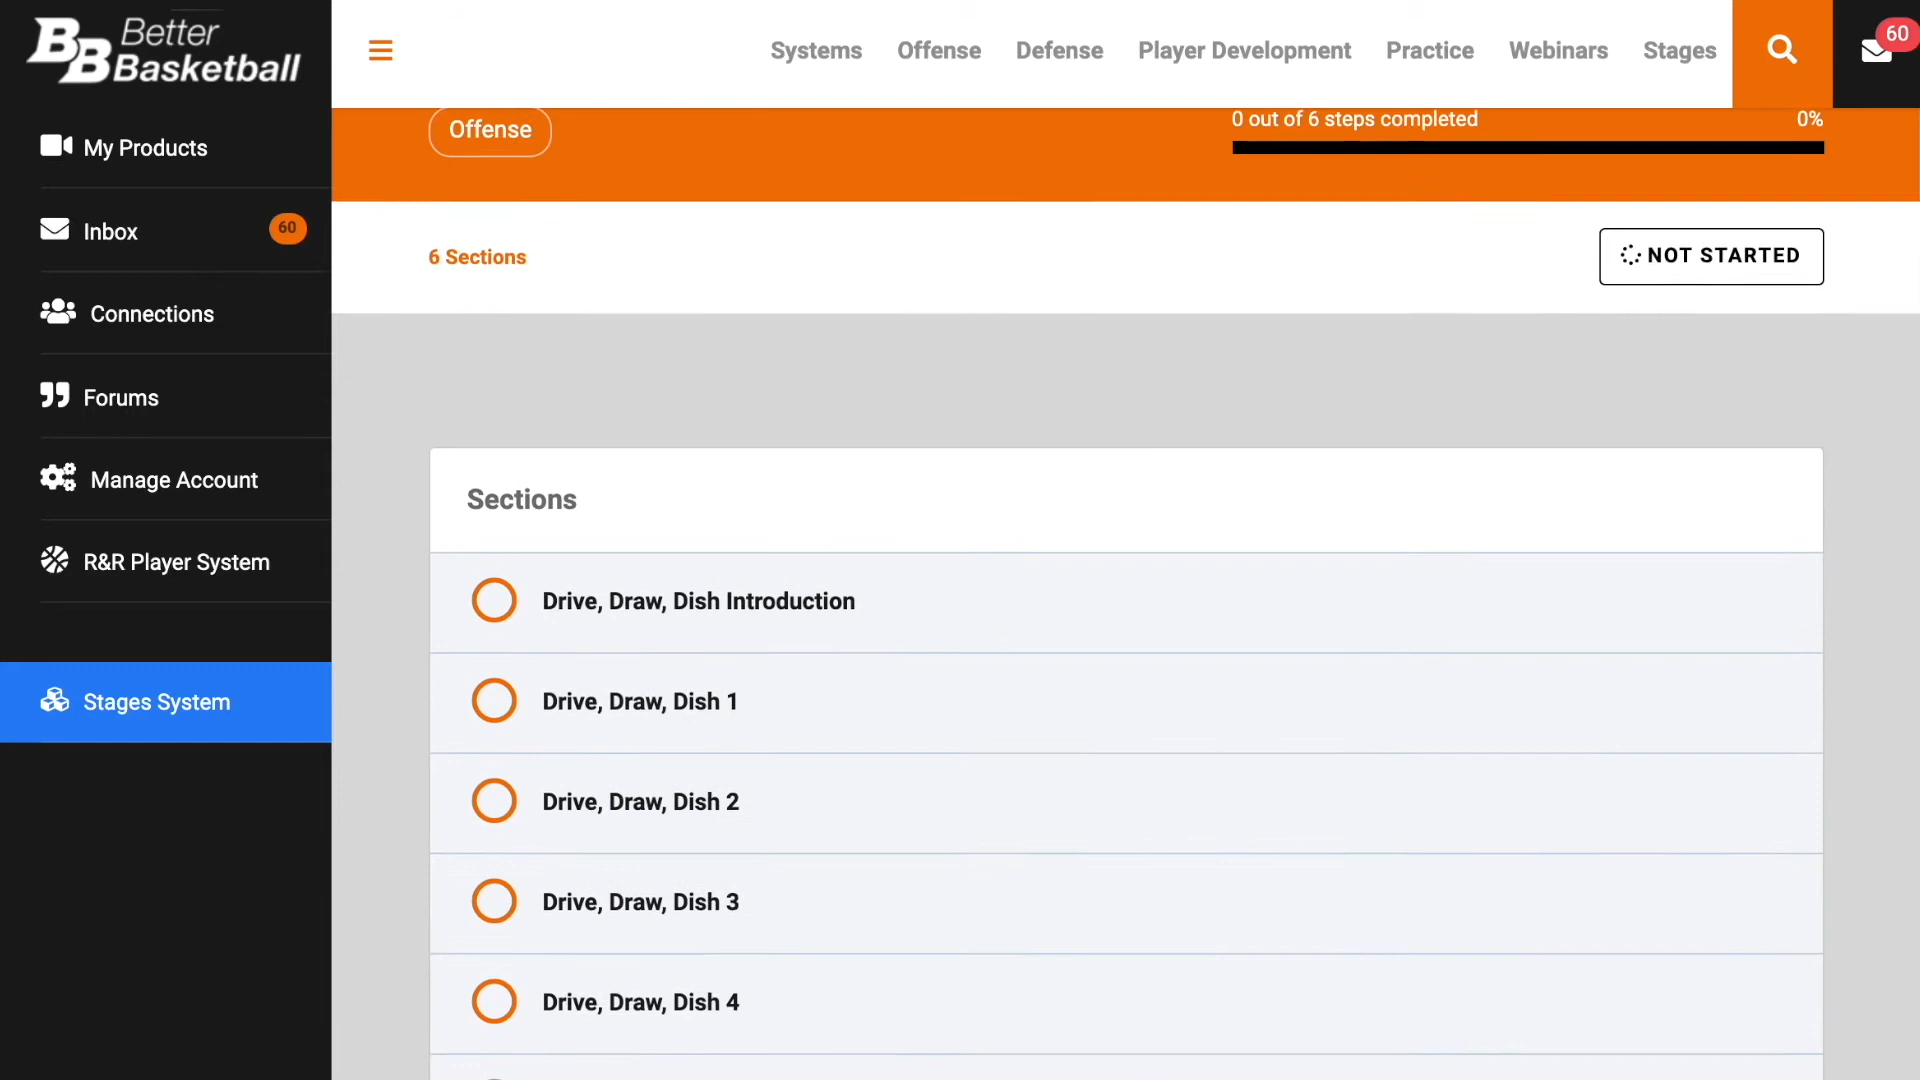 BB Better
Basketball
Systems
Offense
Defense
Player Development
Practice
Webinars
Stages
60
My Products
Inbox
60
Connections
Forums
Manage Account
R&R Player System
Stages System
Offense
0 out of 6 steps completed
0%
6 Sections
NOT STARTED
Sections
Drive, Draw, Dish Introduction
Drive, Draw, Dish 1
Drive, Draw, Dish 2
Drive, Draw, Dish 3
Drive, Draw, Dish 4